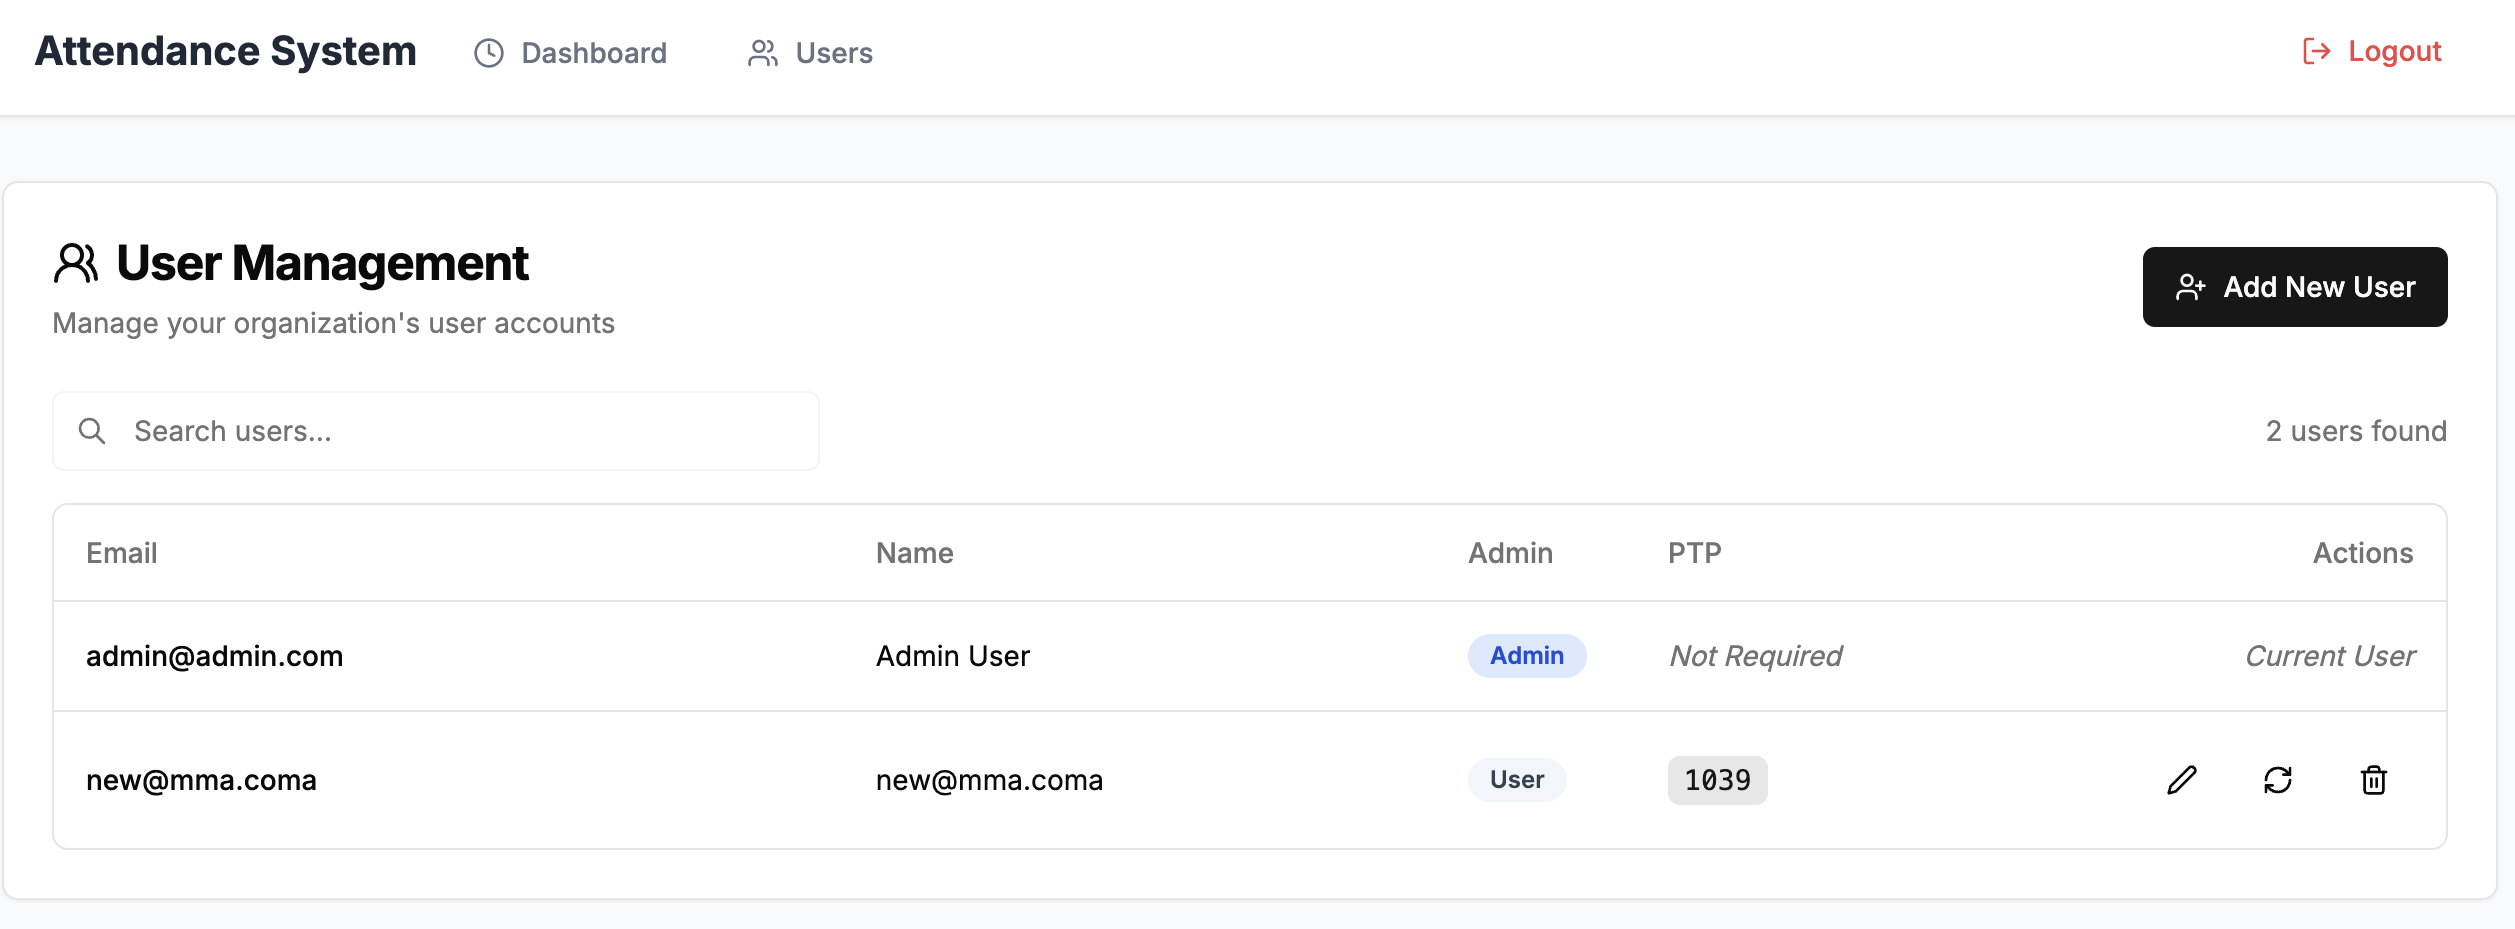 Attendance System Dashboard Users Logout
User Management
Add New User
Manage your organization's user accounts
Search users...
2 users found
Email Name Admin PTP Actions
admin@admin.com Admin User Admin Not Required Current User
new@mma.coma new@mma.coma User 1039